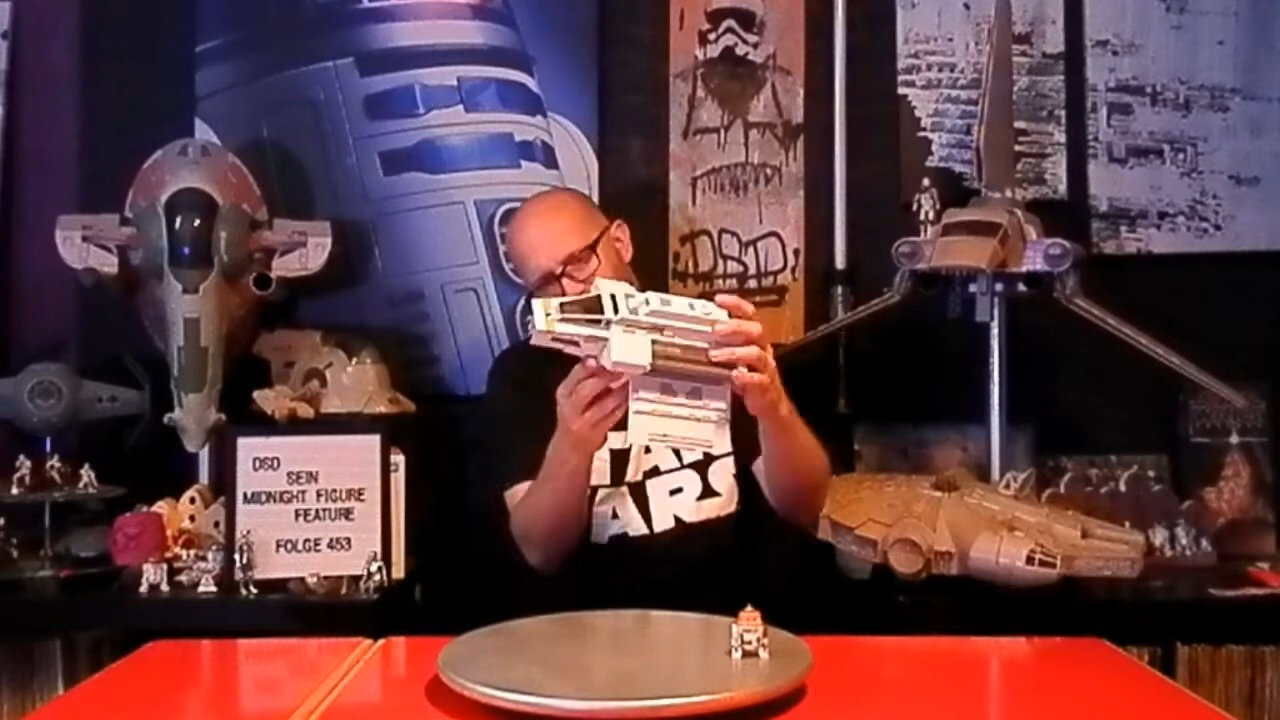 DSD
DSD
SEIN
MIDNIGHT FIGURE
FEATURE
FOLGE 453
STAR
WARS